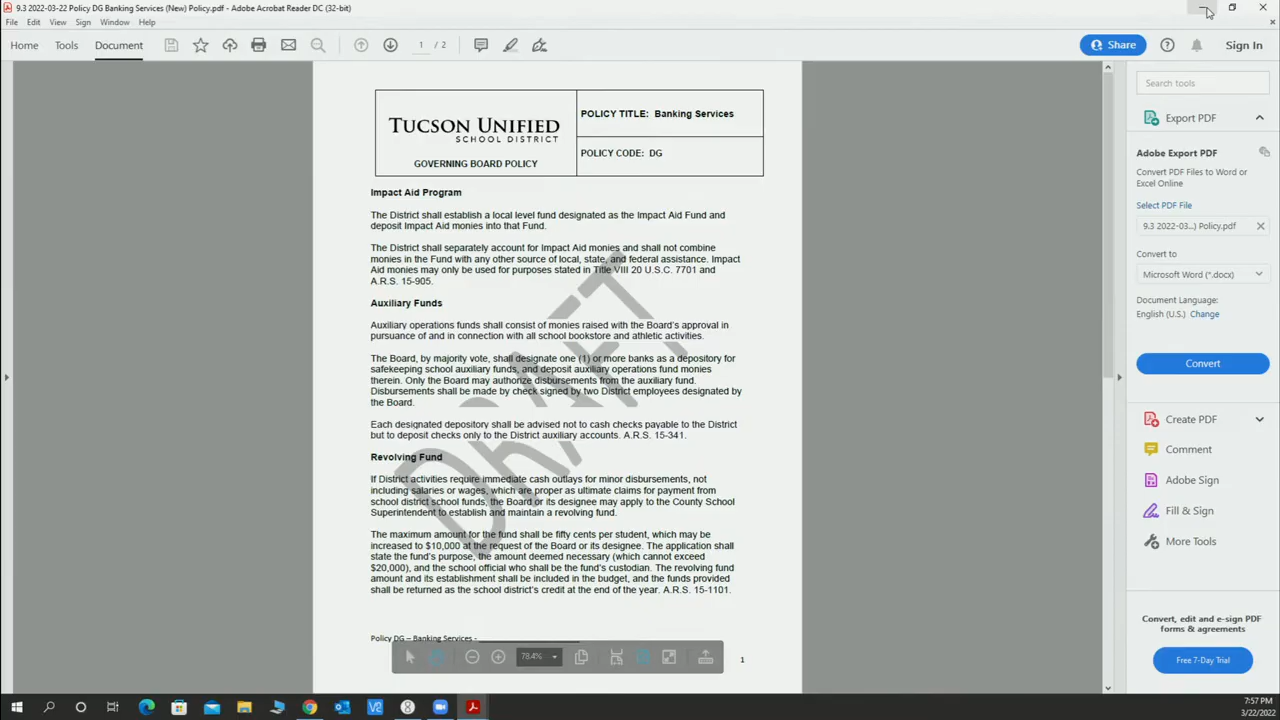 9.3 2022-03-22 Policy DG Banking Services (New) Policy.pdf - Adobe Acrobat Reader DC (32-bit)
File Edit View Sign Window Help
Home Tools Document 1 / 2 Share Sign In
Search tools
Export PDF
Adobe Export PDF
Convert PDF Files to Word or
Excel Online
Select PDF File
9.3 2022-03...) Policy.pdf
Convert to
Microsoft Word (*.docx)
Document Language:
English (U.S.) Change
Convert
Create PDF
Comment
Adobe Sign
Fill & Sign
More Tools
Convert, edit and e-sign PDF
forms & agreements
Free 7-Day Trial
TUCSON UNIFIED
SCHOOL DISTRICT
GOVERNING BOARD POLICY
POLICY TITLE: Banking Services
POLICY CODE: DG
Impact Aid Program
The District shall establish a local level fund designated as the Impact Aid Fund and
deposit Impact Aid monies into that Fund.
The District shall separately account for Impact Aid monies and shall not combine
monies in the Fund with any other source of local, state, and federal assistance. Impact
Aid monies may only be used for purposes stated in Title VIII 20 U.S.C. 7701 and
A.R.S. 15-905.
Auxiliary Funds
Auxiliary operations funds shall consist of monies raised with the Board's approval in
pursuance of and in connection with all school bookstore and athletic activities.
The Board, by majority vote, shall designate one (1) or more banks as a depository for
safekeeping school auxiliary funds, and deposit auxiliary operations fund monies
therein. Only the Board may authorize disbursements from the auxiliary fund.
Disbursements shall be made by check signed by two District employees designated by
the Board.
Each designated depository shall be advised not to cash checks payable to the District
but to deposit checks only to the District auxiliary accounts. A.R.S. 15-341.
Revolving Fund
If District activities require immediate cash outlays for minor disbursements, not
including salaries or wages, which are proper as ultimate claims for payment from
school district school funds, the Board or its designee may apply to the County School
Superintendent to establish and maintain a revolving fund.
The maximum amount for the fund shall be fifty cents per student, which may be
increased to $10,000 at the request of the Board or its designee. The application shall
state the fund's purpose, the amount deemed necessary (which cannot exceed
$20,000), and the school official who shall be the fund's custodian. The revolving fund
amount and its establishment shall be included in the budget, and the funds provided
shall be returned as the school district's credit at the end of the year. A.R.S. 15-1101.
DRAFT
Policy DG – Banking Services -
78.4%
1
7:57 PM
3/22/2022